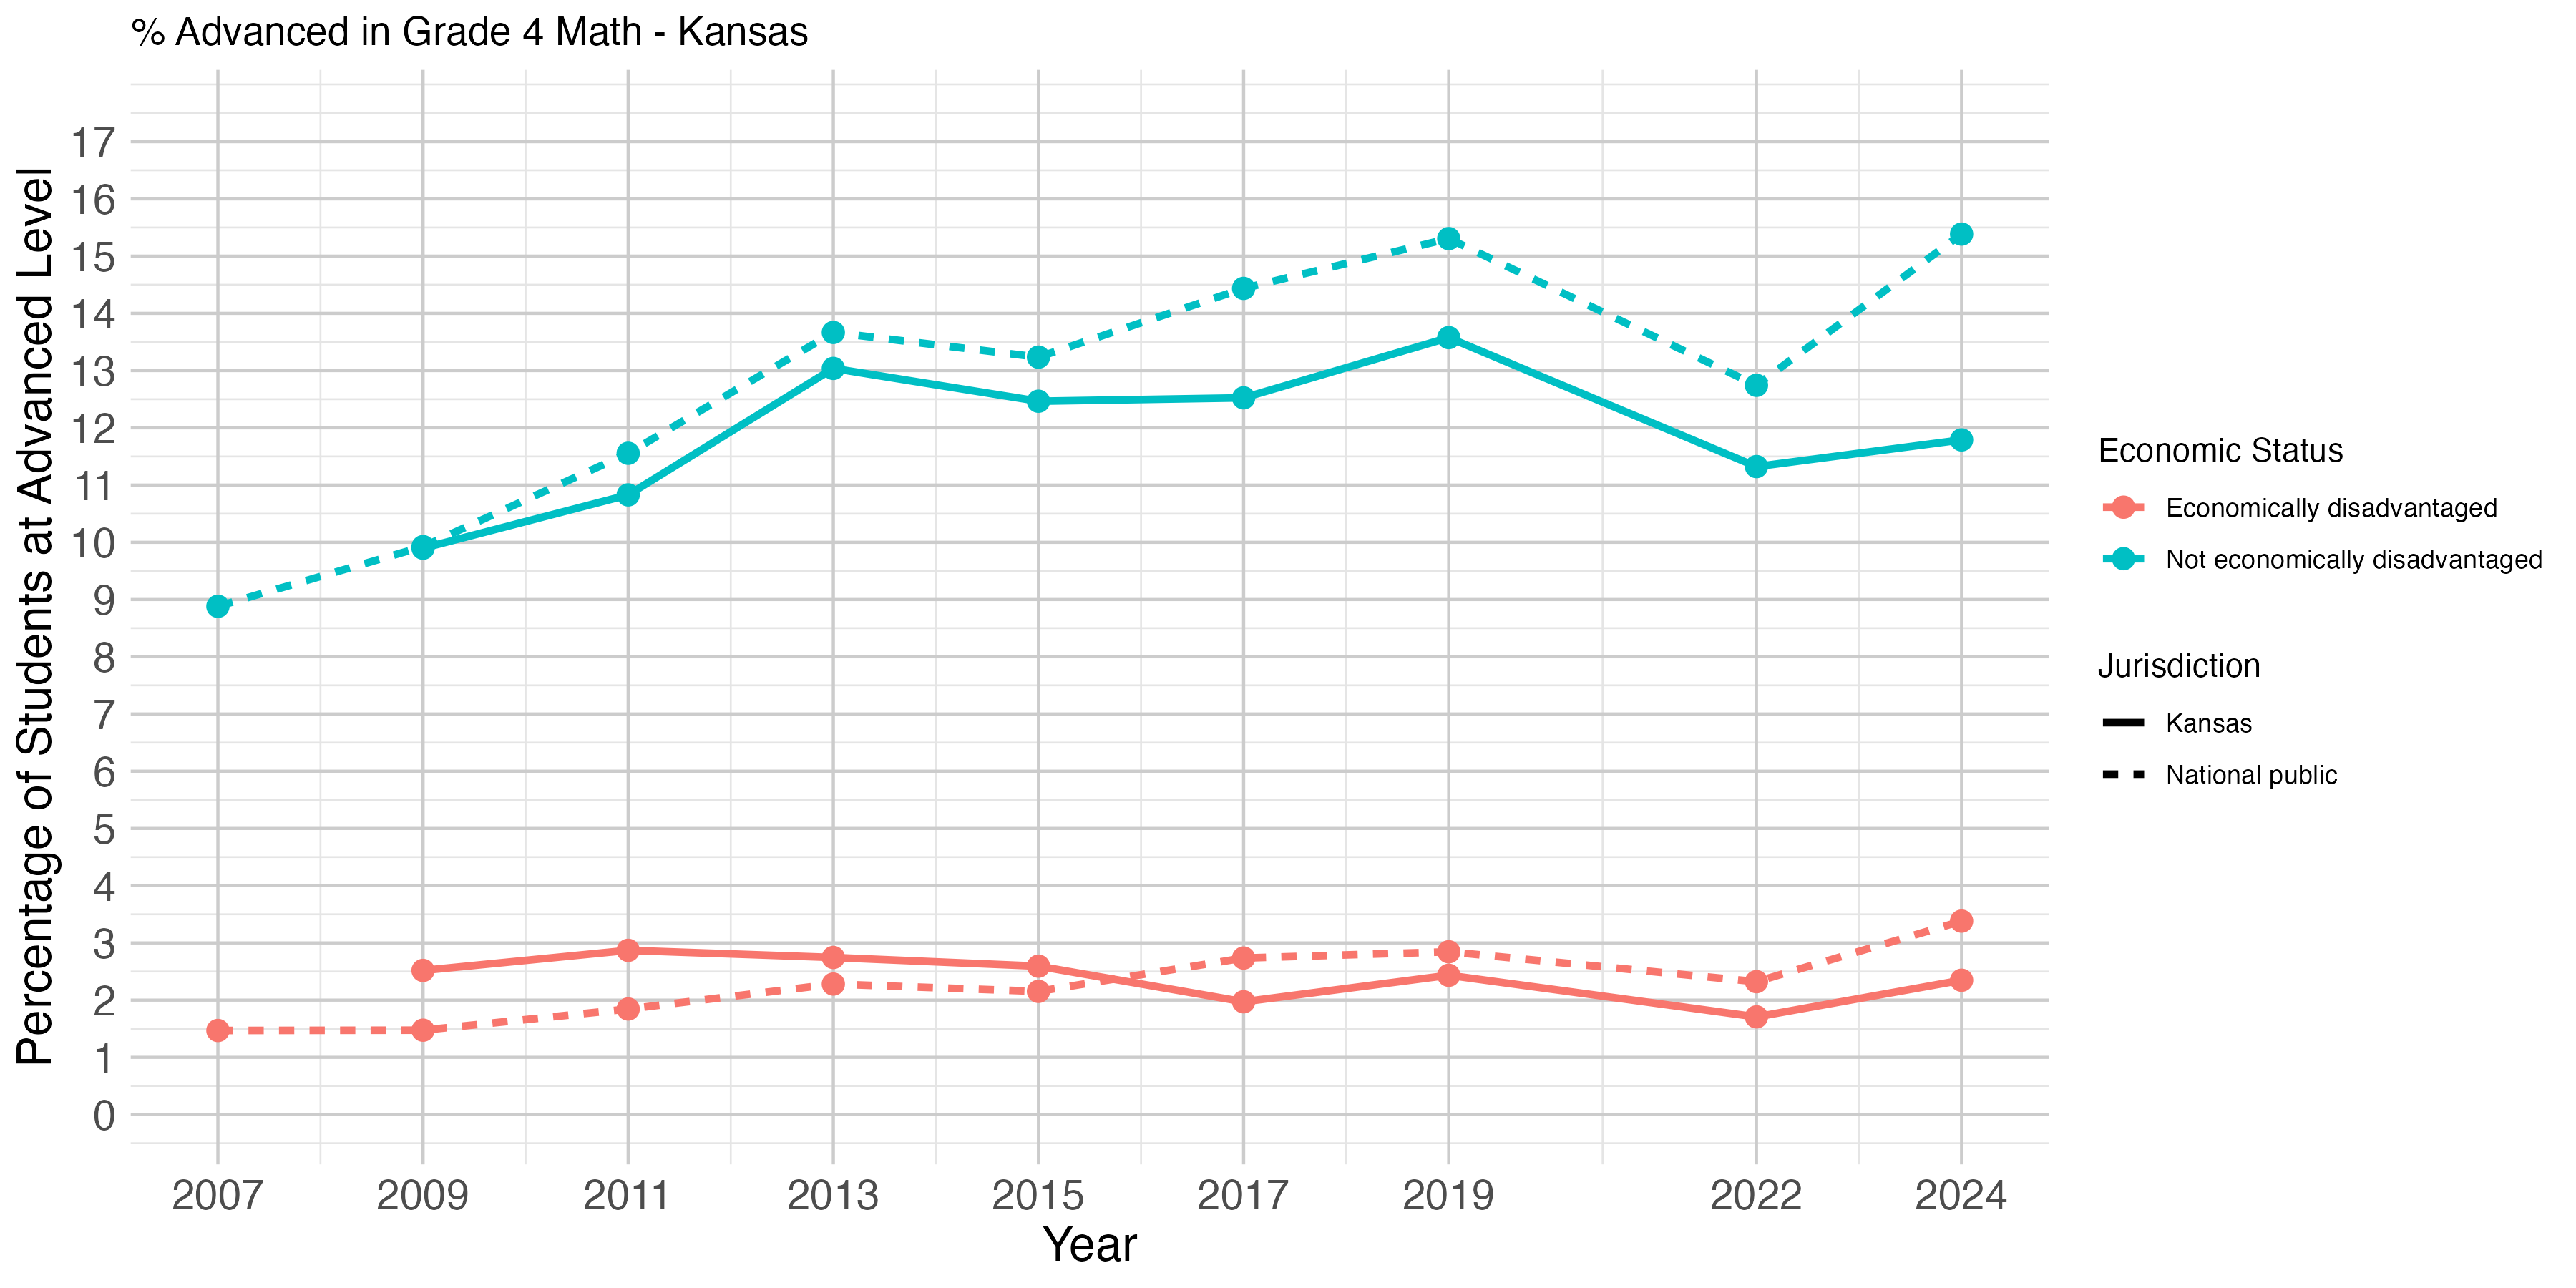 % Advanced in Grade 4 Math - Kansas
Percentage of Students at Advanced Level
17
16
15
14
13
12
11
10
9
8
7
6
5
4
3
2
1
0
2007 2009 2011 2013 2015 2017 2019 2022 2024
Year
Economic Status
Economically disadvantaged
Not economically disadvantaged
Jurisdiction
Kansas
National public